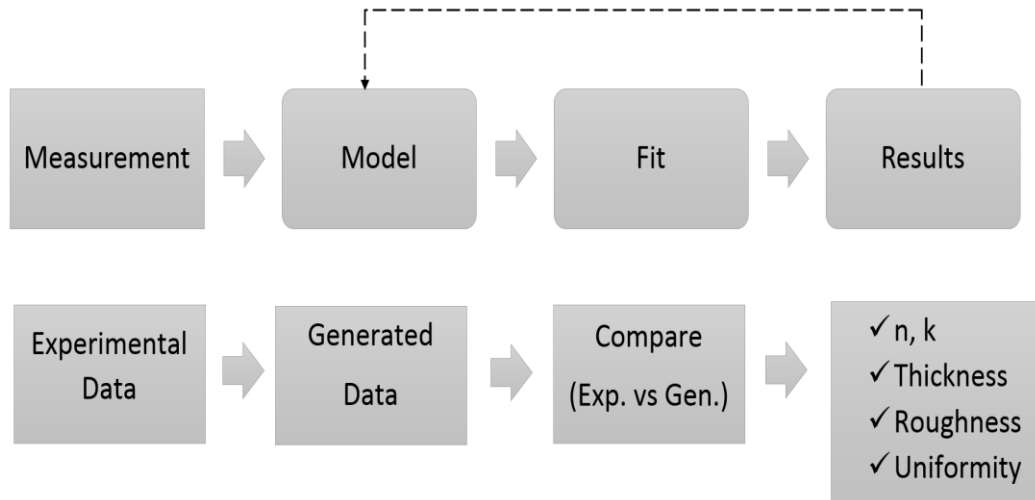 Measurement
Model
Fit
Results
Experimental
Data
Generated
Data
Compare
(Exp. vs Gen.)
✓ n, k
✓ Thickness
✓ Roughness
✓ Uniformity